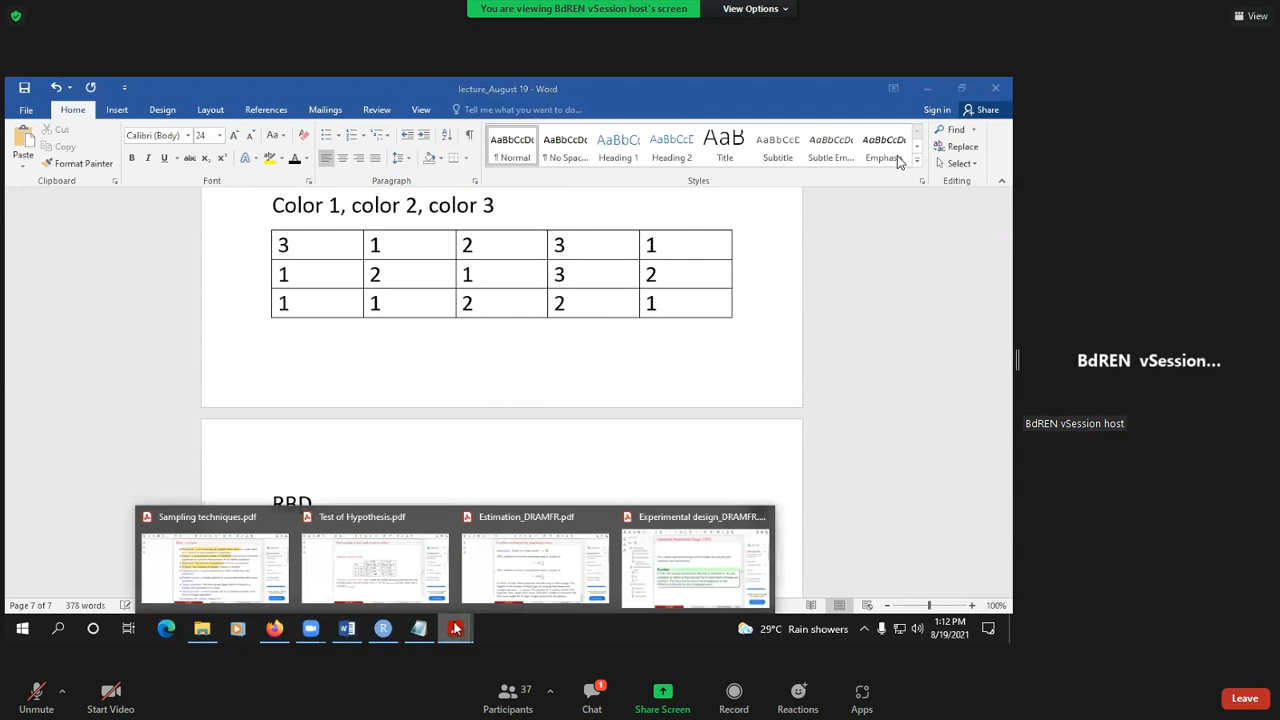 You are viewing BdREN vSession host's screen
View Options
View
lecture_August 19 - Word
File
Home
Insert
Design
Layout
References
Mailings
Review
View
Tell me what you want to do...
Sign in
Share
Paste
Cut
Copy
Format Painter
Clipboard
Calibri (Body)
24
Font
Paragraph
AaBbCcDc
¶ Normal
AaBbCcDc
¶ No Spac...
AaBbCc
Heading 1
AaBbCcE
Heading 2
AaB
Title
AaBbCcE
Subtitle
AaBbCcDc
Subtle Em...
AaBbCcDc
Emphasis
Styles
Find
Replace
Select
Editing
Color 1, color 2, color 3
3 1 2 3 1
1 2 1 3 2
1 1 2 2 1
RBD
Sampling techniques.pdf
Test of Hypothesis.pdf
Estimation_DRAMFR.pdf
Experimental design_DRAMFR....
Page 7 of 7
378 words
100%
29°C Rain showers
1:12 PM
8/19/2021
BdREN vSession...
BdREN vSession host
Unmute
Start Video
37
Participants
1
Chat
Share Screen
Record
Reactions
Apps
Leave